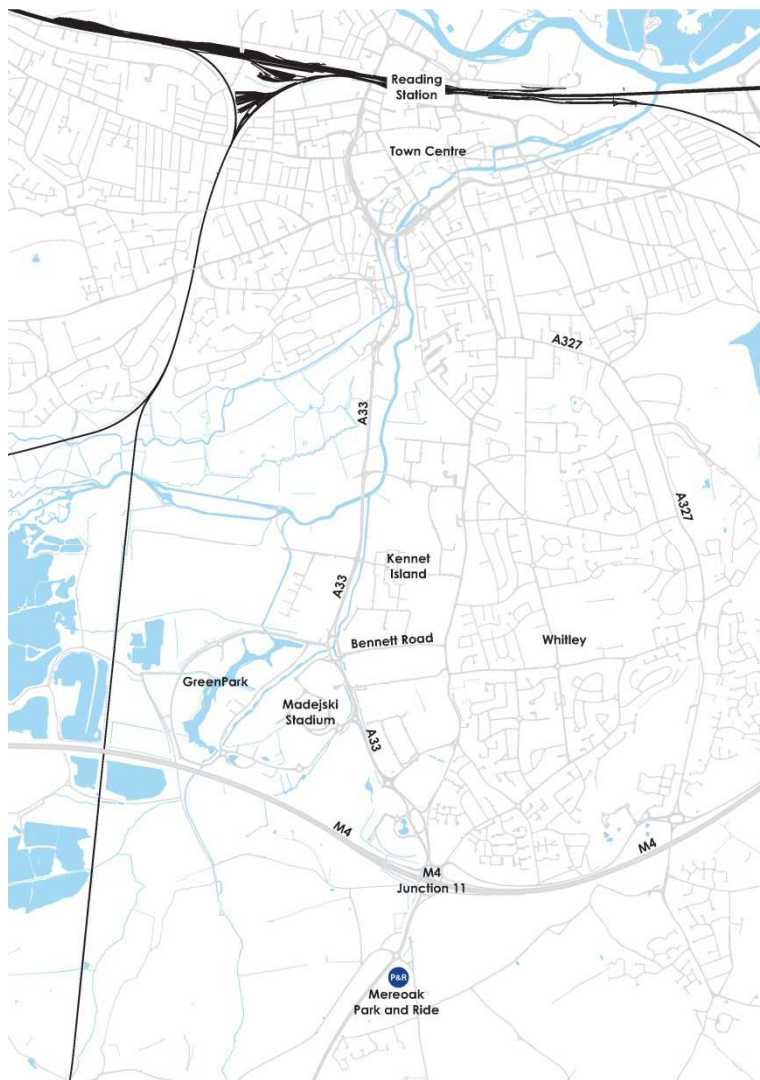 Reading
Station
Town Centre
A327
A33
A327
Kennet
Island
A33
Bennett Road
Whitley
GreenPark
Madejski
Stadium
A33
M4
M4
M4
Junction 11
P&R
Mereoak
Park and Ride